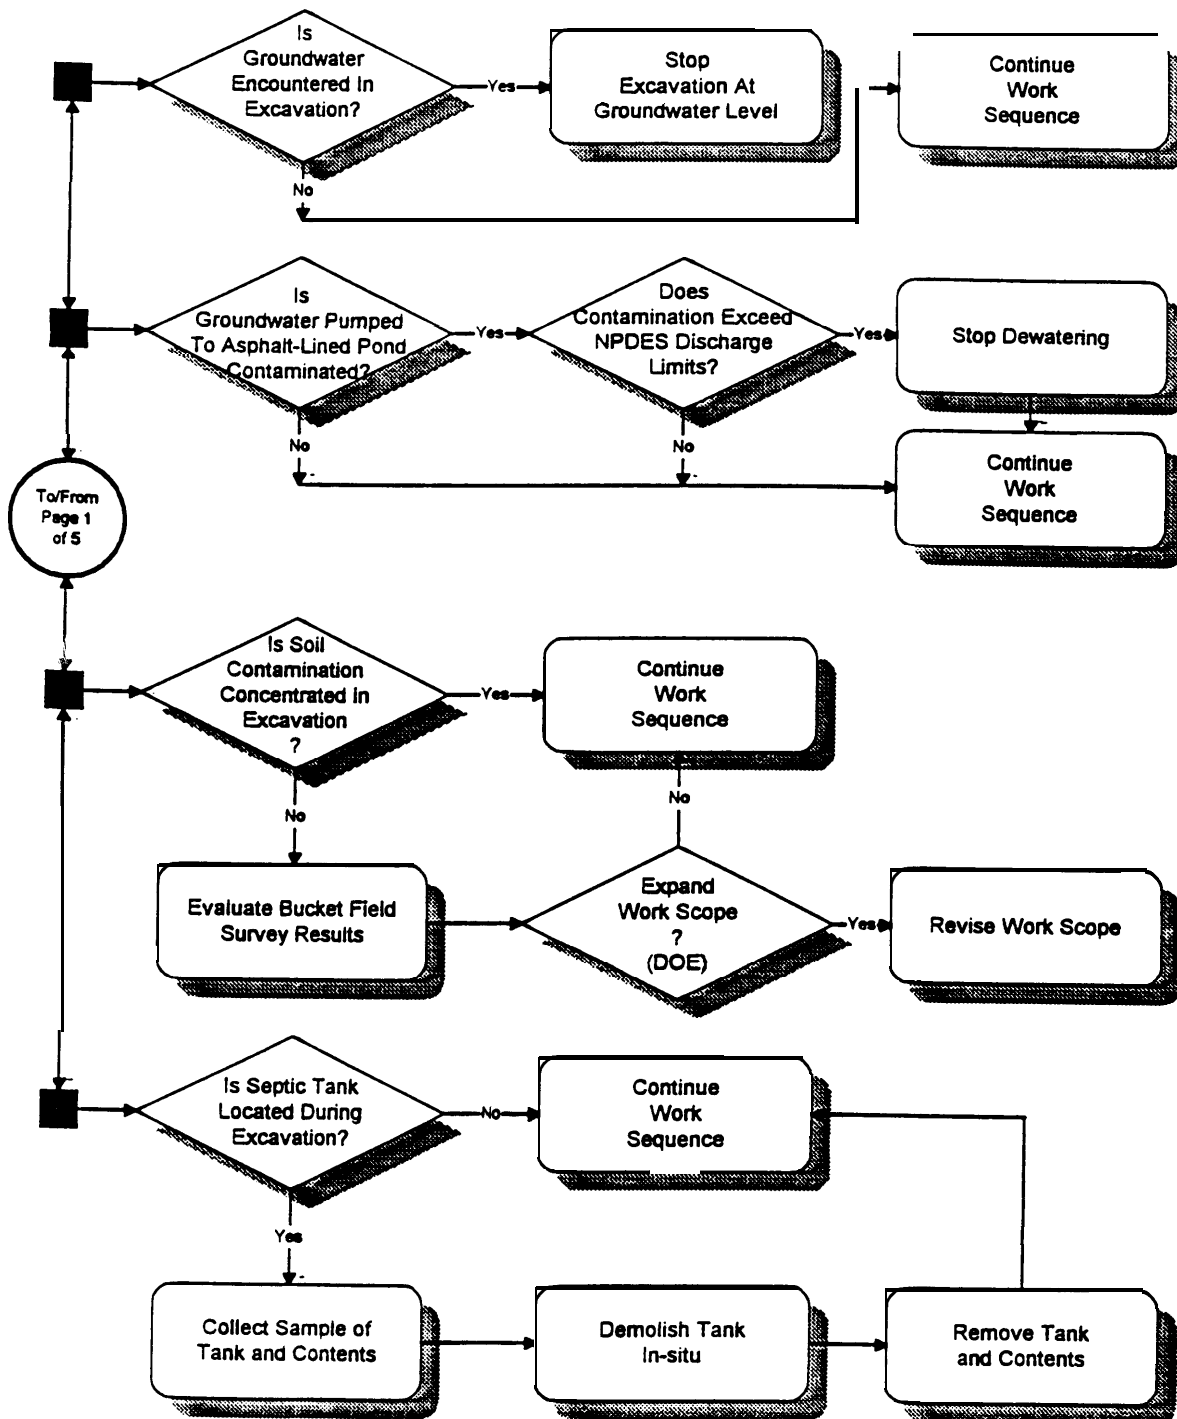 Is
Groundwater
Encountered In
Excavation?
Yes
Stop
Excavation At
Groundwater Level
Continue
Work
Sequence
No
Is
Groundwater Pumped
To Asphalt-Lined Pond
Contaminated?
Yes
Does
Contamination Exceed
NPDES Discharge
Limits?
Yes
Stop Dewatering
No
No
Continue
Work
Sequence
To/From
Page 1
of 5
Is Soil
Contamination
Concentrated In
Excavation
?
Yes
Continue
Work
Sequence
No
No
Evaluate Bucket Field
Survey Results
Expand
Work Scope
?
(DOE)
Yes
Revise Work Scope
Is Septic Tank
Located During
Excavation?
No
Continue
Work
Sequence
Yes
Collect Sample of
Tank and Contents
Demolish Tank
In-situ
Remove Tank
and Contents